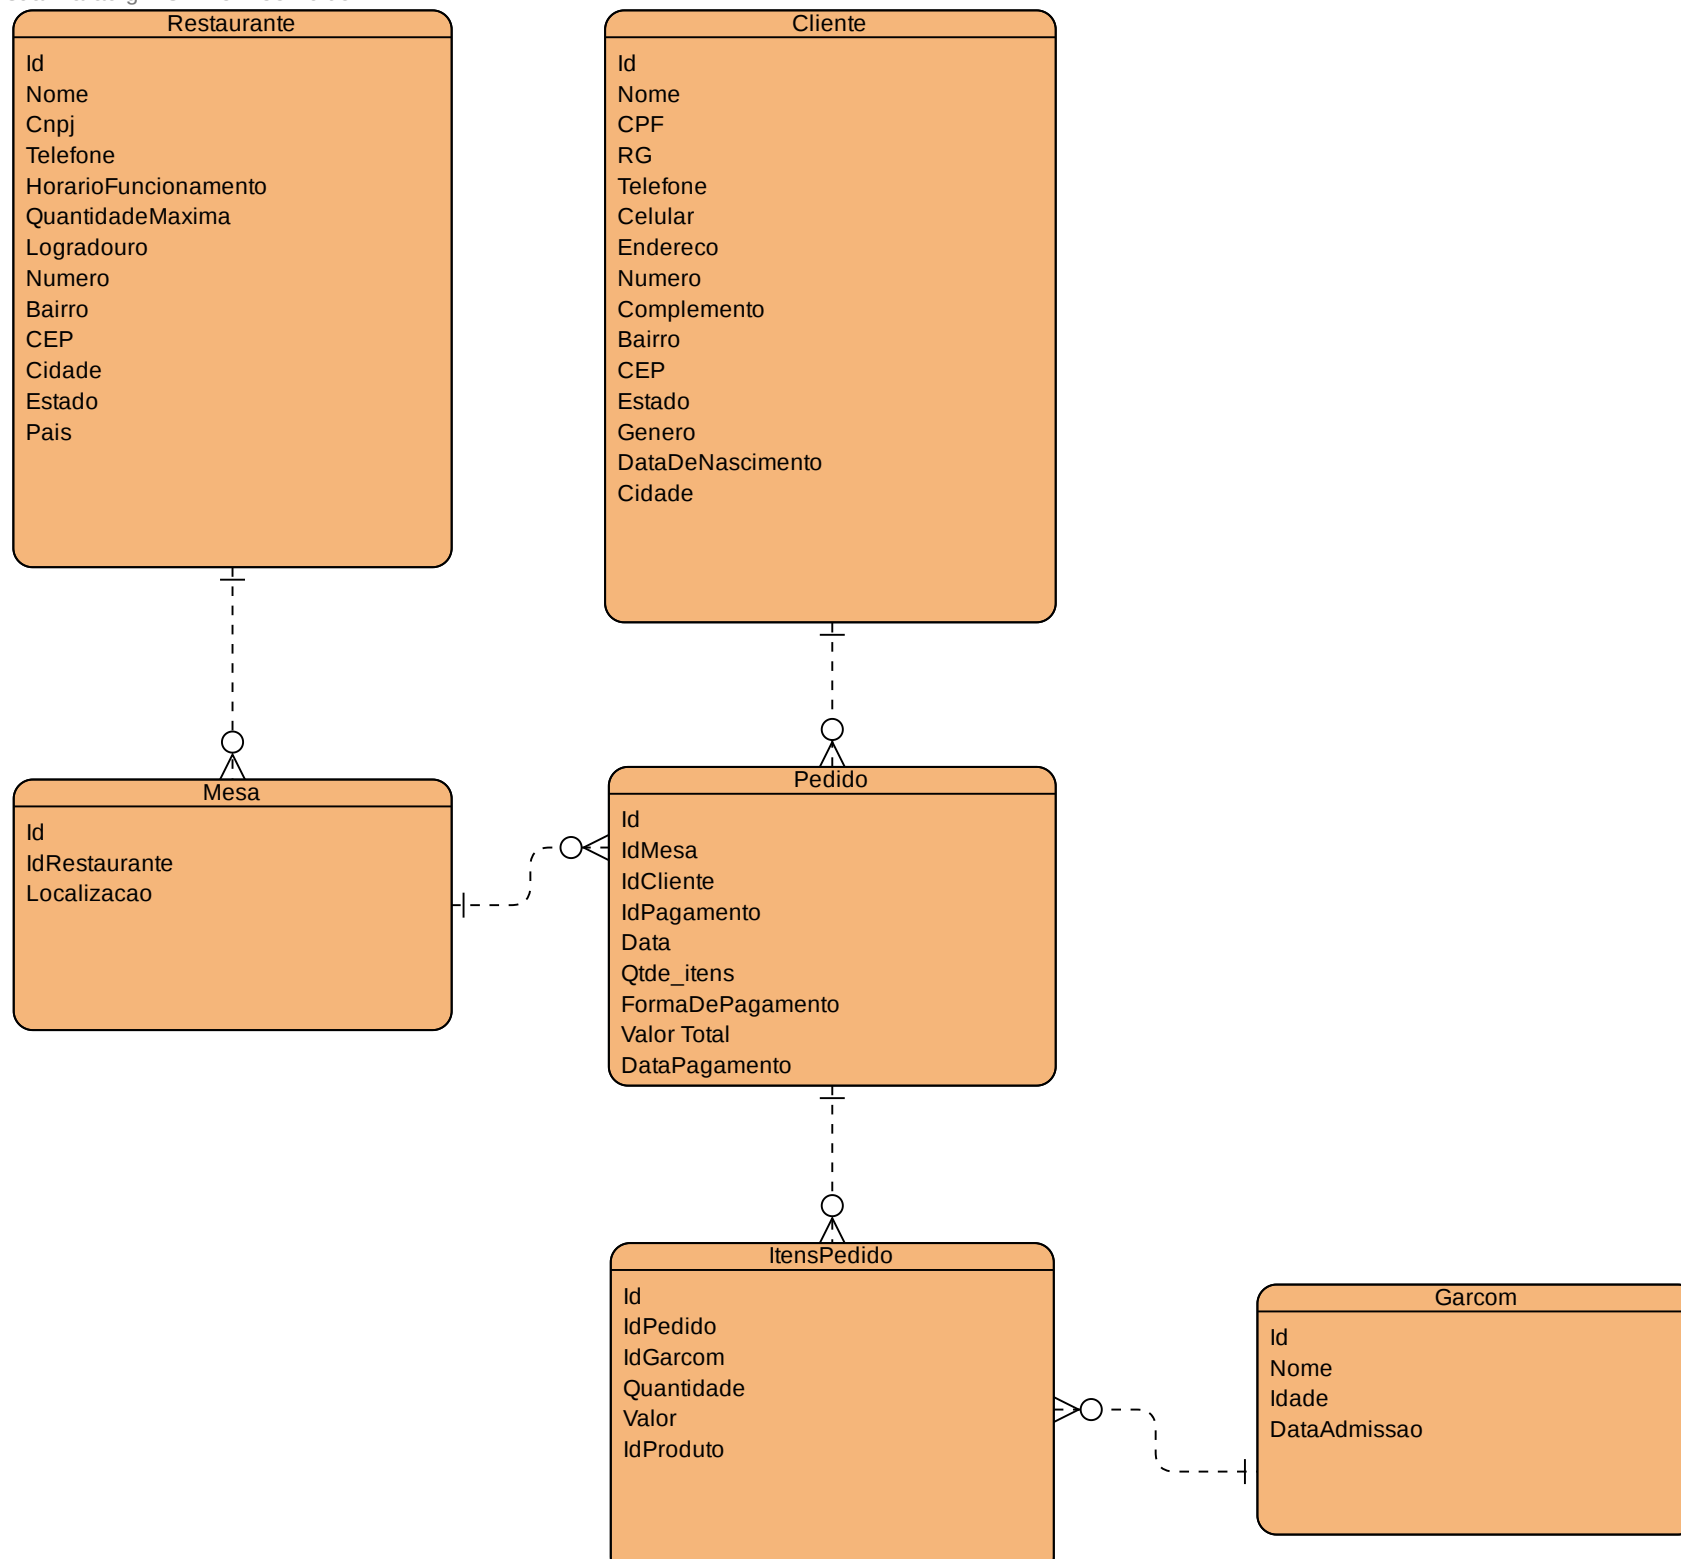 Restaurante
Id
Nome
Cnpj
Telefone
HorarioFuncionamento
QuantidadeMaxima
Logradouro
Numero
Bairro
CEP
Cidade
Estado
Pais
Cliente
Id
Nome
CPF
RG
Telefone
Celular
Endereco
Numero
Complemento
Bairro
CEP
Estado
Genero
DataDeNascimento
Cidade
Mesa
Id
IdRestaurante
Localizacao
Pedido
Id
IdMesa
IdCliente
IdPagamento
Data
Qtde_itens
FormaDePagamento
Valor Total
DataPagamento
ItensPedido
Id
IdPedido
IdGarcom
Quantidade
Valor
IdProduto
Garcom
Id
Nome
Idade
DataAdmissao